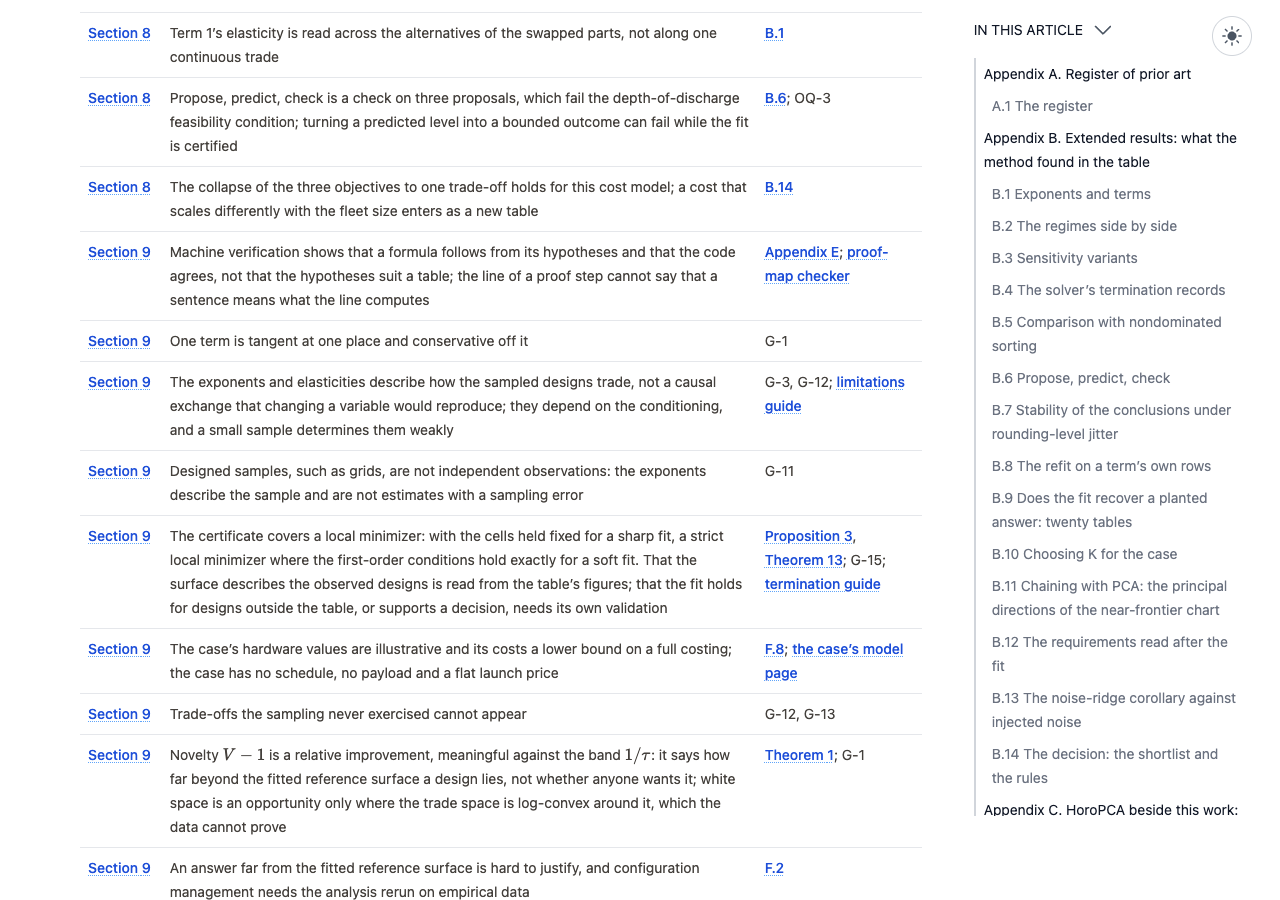 Section 8
Term 1's elasticity is read across the alternatives of the swapped parts, not along one
continuous trade
B.1
Section 8
Propose, predict, check is a check on three proposals, which fail the depth-of-discharge
feasibility condition; turning a predicted level into a bounded outcome can fail while the fit
is certified
B.6; OQ-3
Section 8
The collapse of the three objectives to one trade-off holds for this cost model; a cost that
scales differently with the fleet size enters as a new table
B.14
Section 9
Machine verification shows that a formula follows from its hypotheses and that the code
agrees, not that the hypotheses suit a table; the line of a proof step cannot say that a
sentence means what the line computes
Appendix E; proof-
map checker
Section 9
One term is tangent at one place and conservative off it
G-1
Section 9
The exponents and elasticities describe how the sampled designs trade, not a causal
exchange that changing a variable would reproduce; they depend on the conditioning,
and a small sample determines them weakly
G-3, G-12; limitations
guide
Section 9
Designed samples, such as grids, are not independent observations: the exponents
describe the sample and are not estimates with a sampling error
G-11
Section 9
The certificate covers a local minimizer: with the cells held fixed for a sharp fit, a strict
local minimizer where the first-order conditions hold exactly for a soft fit. That the
surface describes the observed designs is read from the table's figures; that the fit holds
for designs outside the table, or supports a decision, needs its own validation
Proposition 3,
Theorem 13; G-15;
termination guide
Section 9
The case's hardware values are illustrative and its costs a lower bound on a full costing;
the case has no schedule, no payload and a flat launch price
F.8; the case's model
page
Section 9
Trade-offs the sampling never exercised cannot appear
G-12, G-13
Section 9
Novelty V − 1 is a relative improvement, meaningful against the band 1/τ: it says how
far beyond the fitted reference surface a design lies, not whether anyone wants it; white
space is an opportunity only where the trade space is log-convex around it, which the
data cannot prove
Theorem 1; G-1
Section 9
An answer far from the fitted reference surface is hard to justify, and configuration
management needs the analysis rerun on empirical data
F.2
IN THIS ARTICLE
Appendix A. Register of prior art
A.1 The register
Appendix B. Extended results: what the
method found in the table
B.1 Exponents and terms
B.2 The regimes side by side
B.3 Sensitivity variants
B.4 The solver's termination records
B.5 Comparison with nondominated
sorting
B.6 Propose, predict, check
B.7 Stability of the conclusions under
rounding-level jitter
B.8 The refit on a term's own rows
B.9 Does the fit recover a planted
answer: twenty tables
B.10 Choosing K for the case
B.11 Chaining with PCA: the principal
directions of the near-frontier chart
B.12 The requirements read after the
fit
B.13 The noise-ridge corollary against
injected noise
B.14 The decision: the shortlist and
the rules
Appendix C. HoroPCA beside this work: